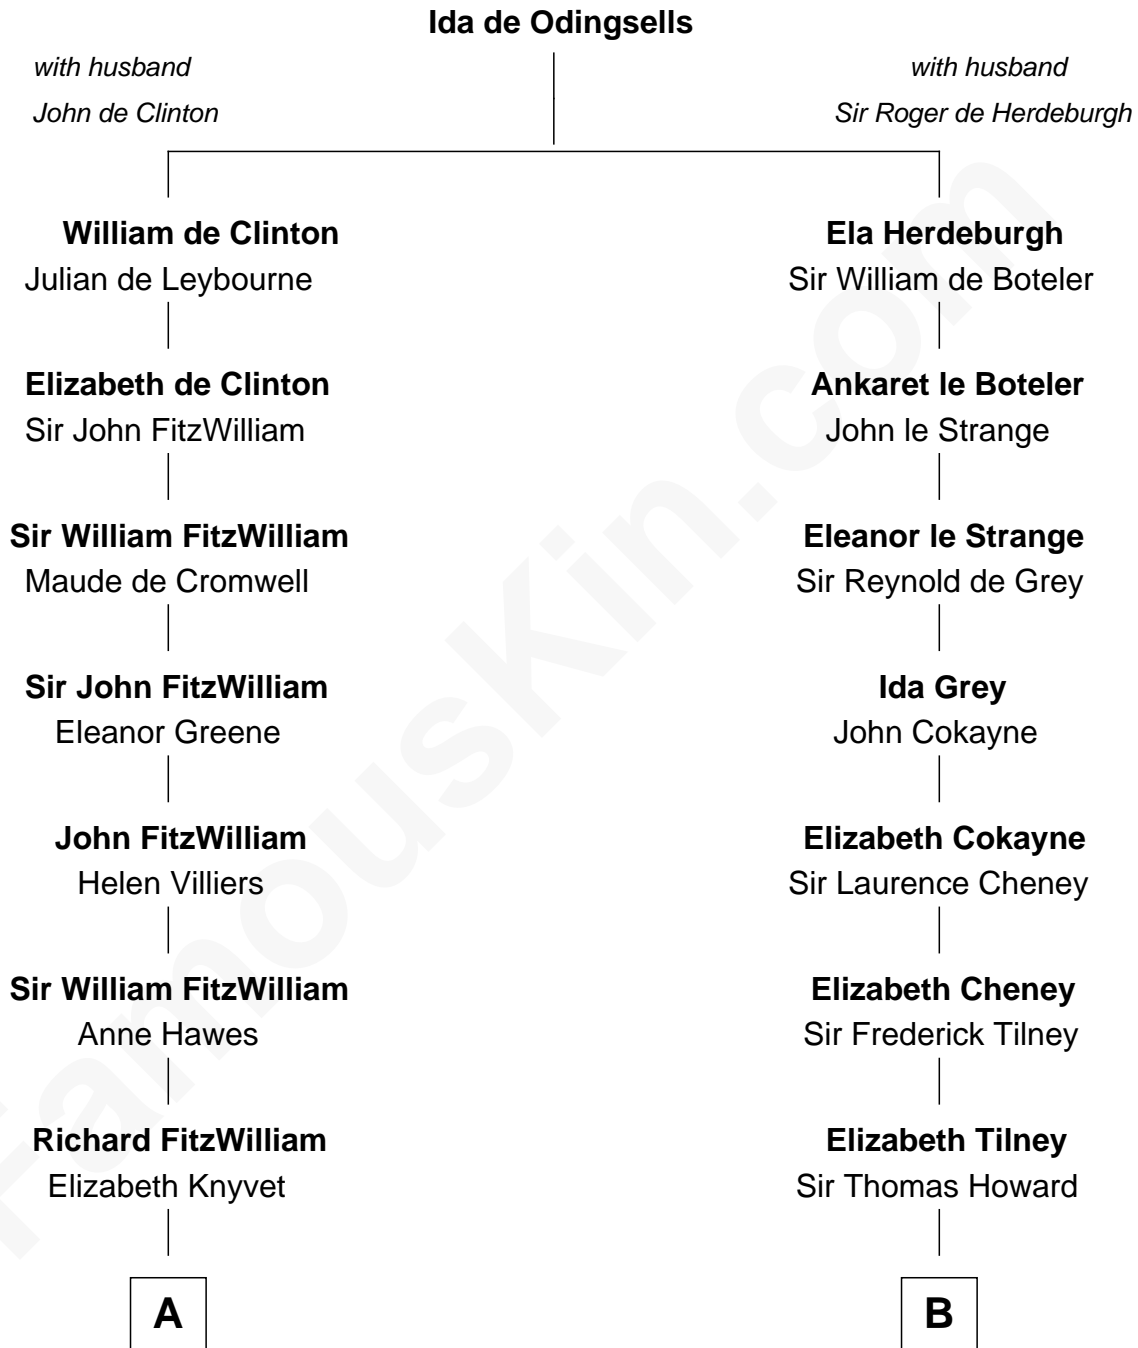 Ida de Odingsells
with husband
John de Clinton
with husband
Sir Roger de Herdeburgh
William de Clinton
Julian de Leybourne
Ela Herdeburgh
Sir William de Boteler
Elizabeth de Clinton
Sir John FitzWilliam
Ankaret le Boteler
John le Strange
Sir William FitzWilliam
Maude de Cromwell
Eleanor le Strange
Sir Reynold de Grey
Sir John FitzWilliam
Eleanor Greene
Ida Grey
John Cokayne
John FitzWilliam
Helen Villiers
Elizabeth Cokayne
Sir Laurence Cheney
Sir William FitzWilliam
Anne Hawes
Elizabeth Cheney
Sir Frederick Tilney
Richard FitzWilliam
Elizabeth Knyvet
Elizabeth Tilney
Sir Thomas Howard
A
B
FamousKin.com